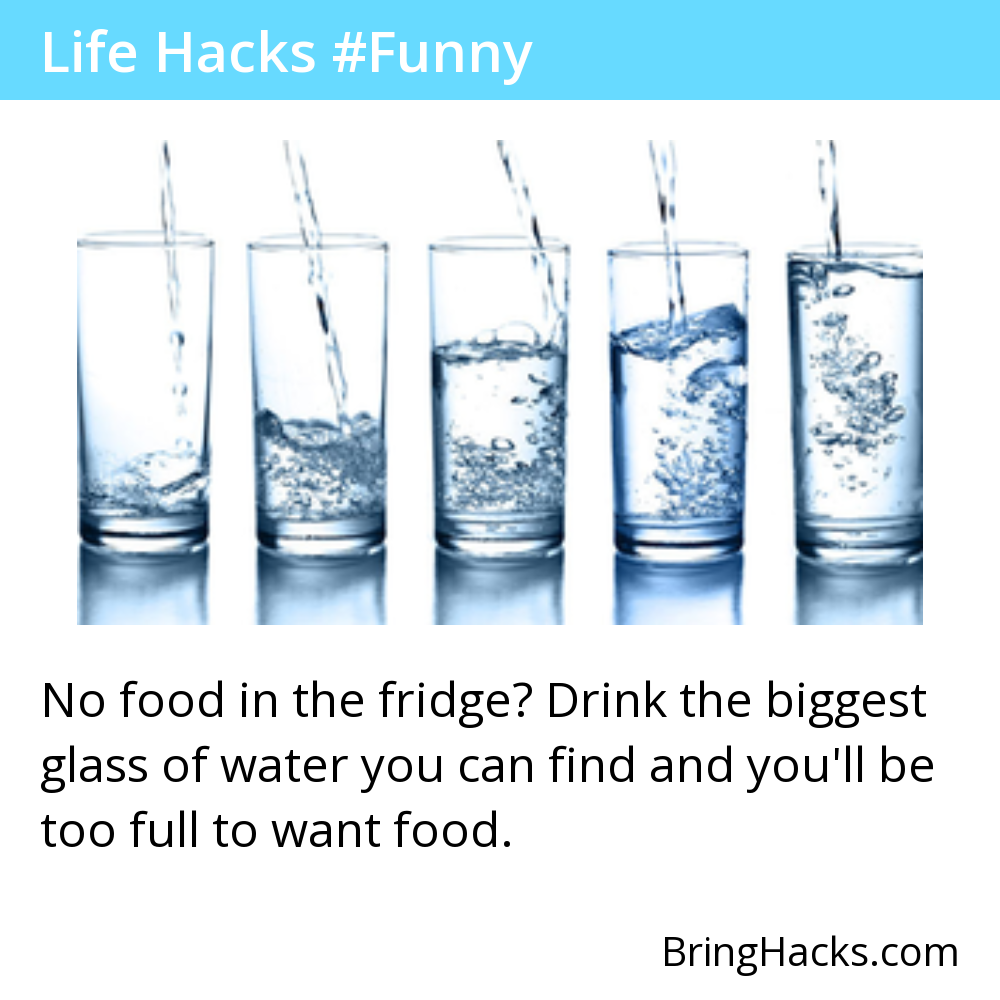 Life Hacks #Funny
No food in the fridge? Drink the biggest
glass of water you can find and you'll be
too full to want food.
BringHacks.com